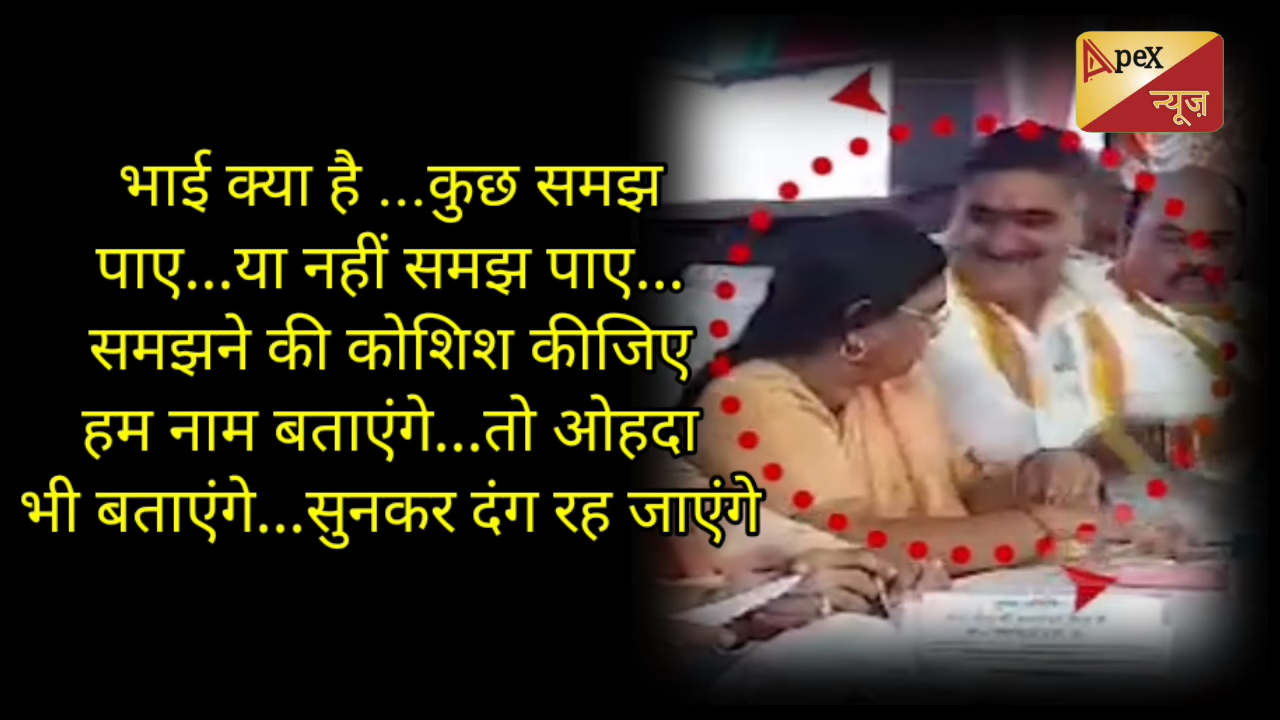 Apex
न्यूज़
भाई क्या है ...कुछ समझ
पाए...या नहीं समझ पाए...
समझने की कोशिश कीजिए
हम नाम बताएंगे...तो ओहदा
भी बताएंगे...सुनकर दंग रह जाएंगे